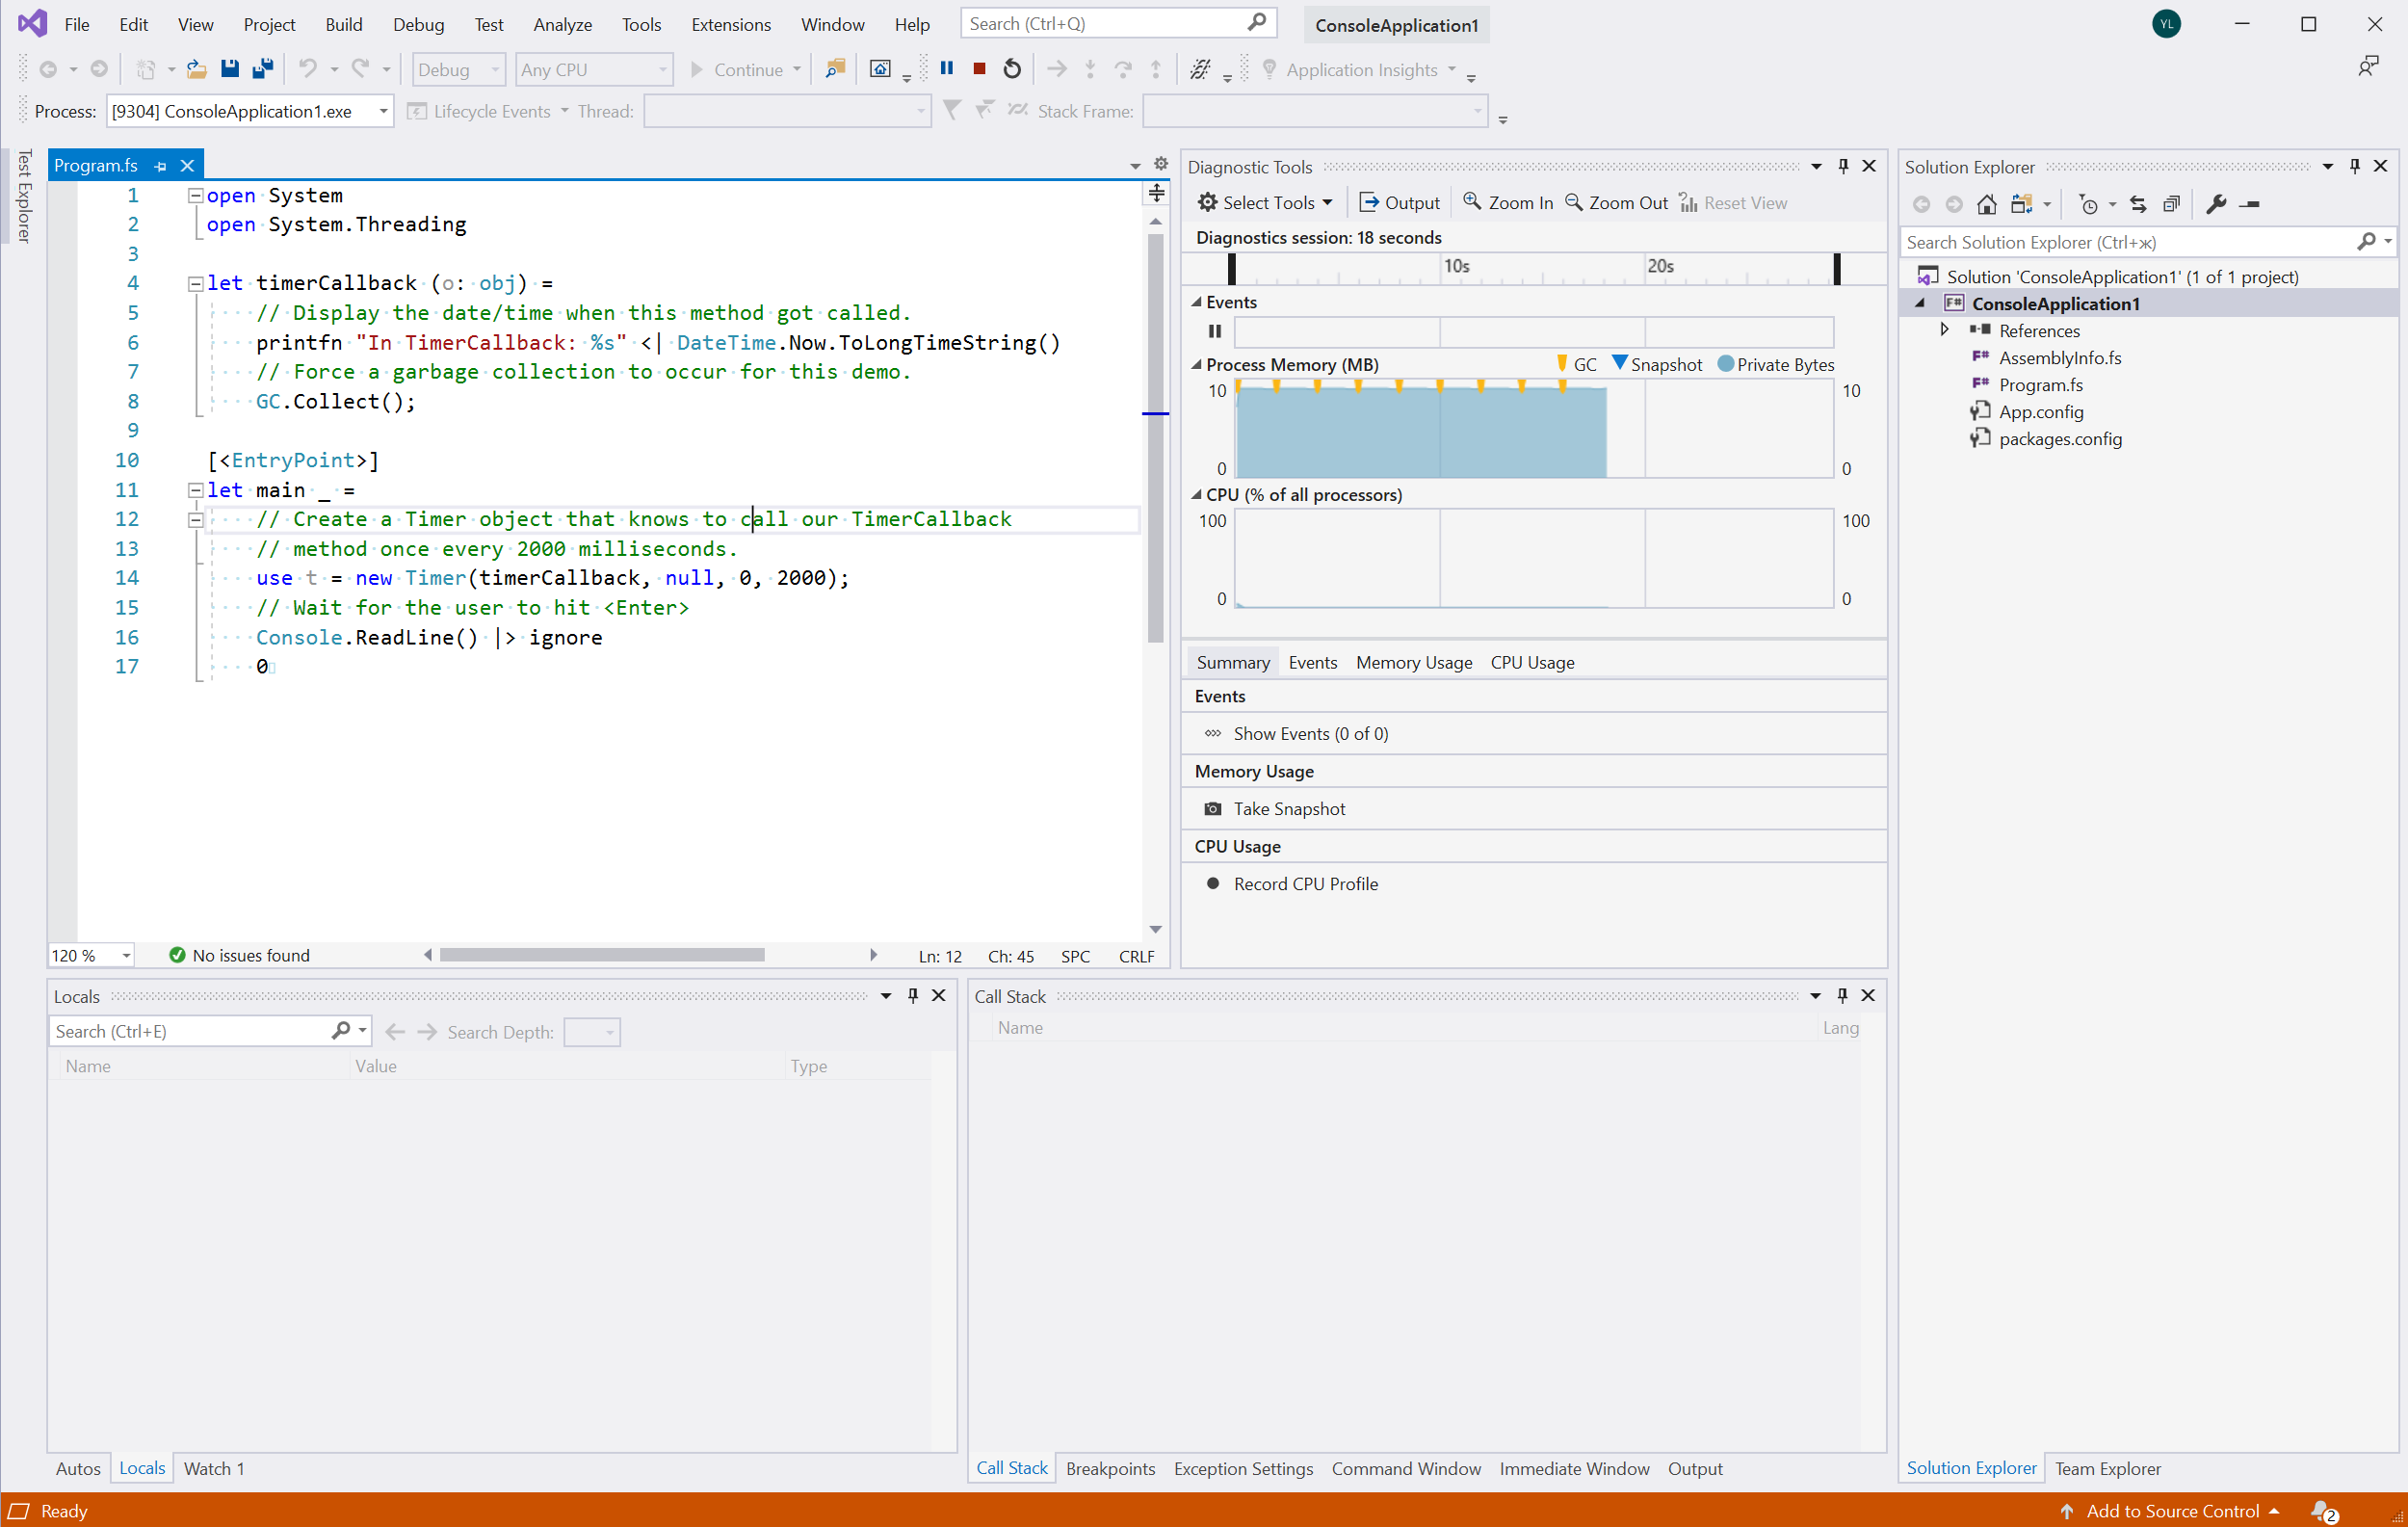 File Edit View Project Build Debug Test Analyze Tools Extensions Window Help Search (Ctrl+Q) ConsoleApplication1 YL
Debug Any CPU Continue Application Insights
Process: [9304] ConsoleApplication1.exe Lifecycle Events Thread: Stack Frame:
Test Explorer
Program.fs
1 open System
2 open System.Threading
3
4 let timerCallback (o: obj) =
5 // Display the date/time when this method got called.
6 printfn "In TimerCallback: %s" <| DateTime.Now.ToLongTimeString()
7 // Force a garbage collection to occur for this demo.
8 GC.Collect();
9
10 [<EntryPoint>]
11 let main _ =
12 // Create a Timer object that knows to call our TimerCallback
13 // method once every 2000 milliseconds.
14 use t = new Timer(timerCallback, null, 0, 2000);
15 // Wait for the user to hit <Enter>
16 Console.ReadLine() |> ignore
17 0
120 % No issues found Ln: 12 Ch: 45 SPC CRLF
Diagnostic Tools
Select Tools Output Zoom In Zoom Out Reset View
Diagnostics session: 18 seconds
10s 20s
Events
Process Memory (MB) GC Snapshot Private Bytes
10 10
0 0
CPU (% of all processors)
100 100
0 0
Summary Events Memory Usage CPU Usage
Events
Show Events (0 of 0)
Memory Usage
Take Snapshot
CPU Usage
Record CPU Profile
Solution Explorer
Search Solution Explorer (Ctrl+ж)
Solution 'ConsoleApplication1' (1 of 1 project)
F# ConsoleApplication1
References
F# AssemblyInfo.fs
F# Program.fs
App.config
packages.config
Locals
Search (Ctrl+E) Search Depth:
Name Value Type
Autos Locals Watch 1
Call Stack
Name Lang
Call Stack Breakpoints Exception Settings Command Window Immediate Window Output
Solution Explorer Team Explorer
Ready Add to Source Control 2